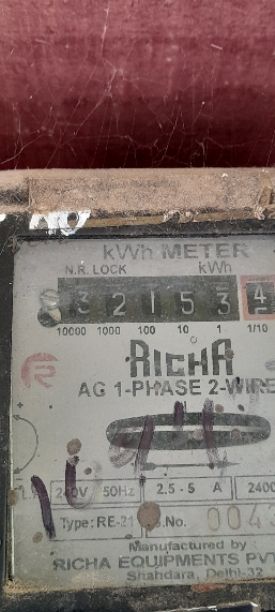 kWh METER
N.R. LOCK kWh
3 2 1 5 3 4
10000 1000 100 10 1 1/10
RICHA
R
AG 1-PHASE 2-WIRE
240V 50Hz 2.5 - 5 A 2400
Type: RE-21 S.No. 004
Manufactured by
RICHA EQUIPMENTS PVT
Shahdara, Delhi-32